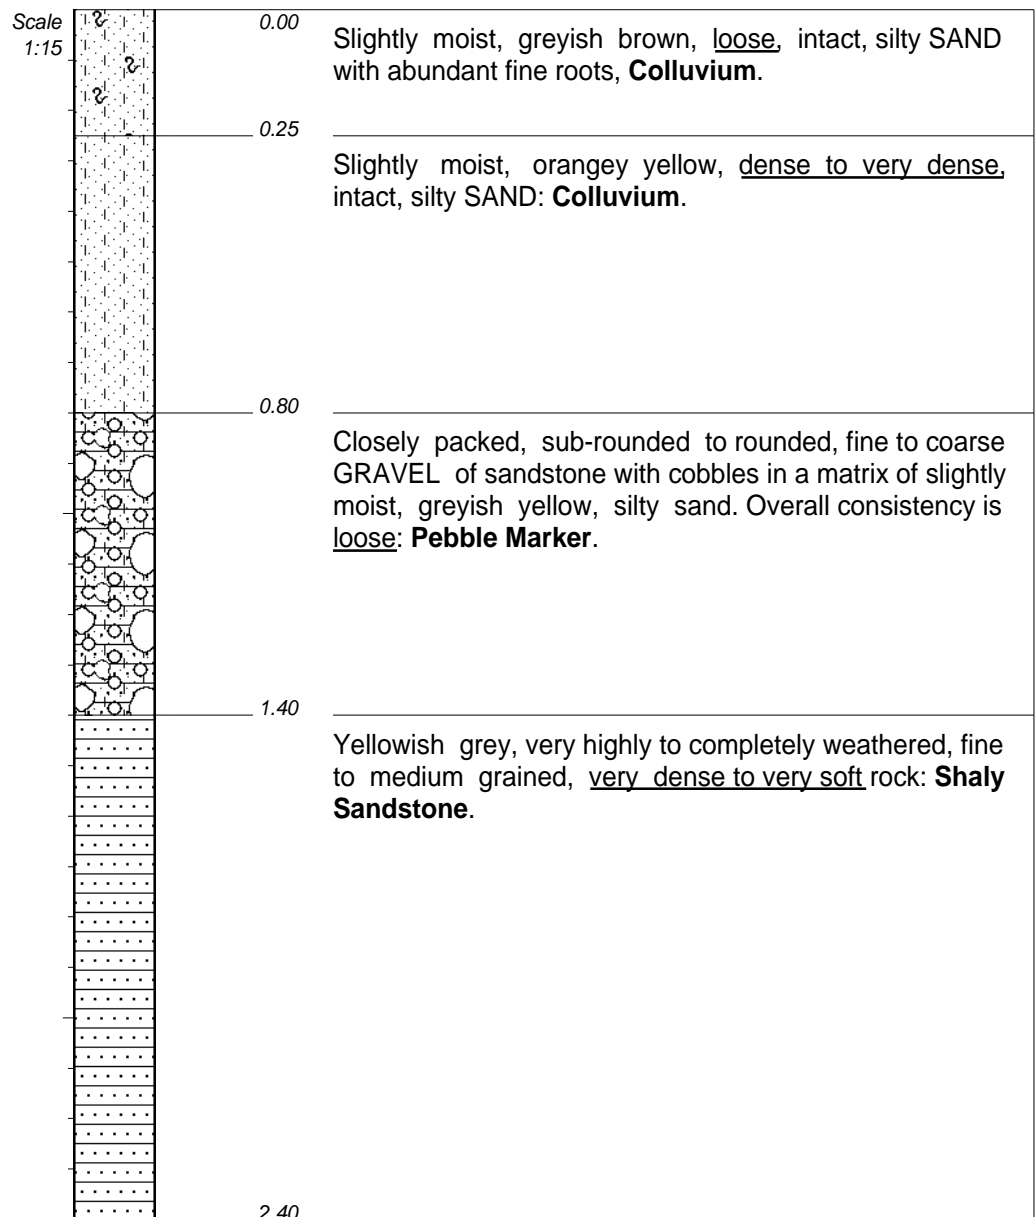 Scale
1:15
0.00
Slightly moist, greyish brown, loose, intact, silty SAND
with abundant fine roots, Colluvium.
0.25
Slightly moist, orangey yellow, dense to very dense,
intact, silty SAND: Colluvium.
0.80
Closely packed, sub-rounded to rounded, fine to coarse
GRAVEL of sandstone with cobbles in a matrix of slightly
moist, greyish yellow, silty sand. Overall consistency is
loose: Pebble Marker.
1.40
Yellowish grey, very highly to completely weathered, fine
to medium grained, very dense to very soft rock: Shaly
Sandstone.
2.40